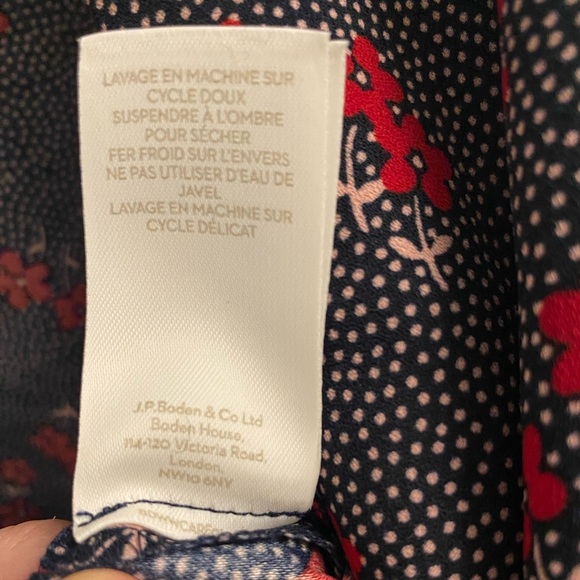 LAVAGE EN MACHINE SUR
CYCLE DOUX
SUSPENDRE À L'OMBRE
POUR SÉCHER
FER FROID SUR L'ENVERS
NE PAS UTILISER D'EAU DE
JAVEL
LAVAGE EN MACHINE SUR
CYCLE DÉLICAT
J.P.Boden & Co Ltd
Boden House,
114-120 Victoria Road,
London,
NW10 6NY